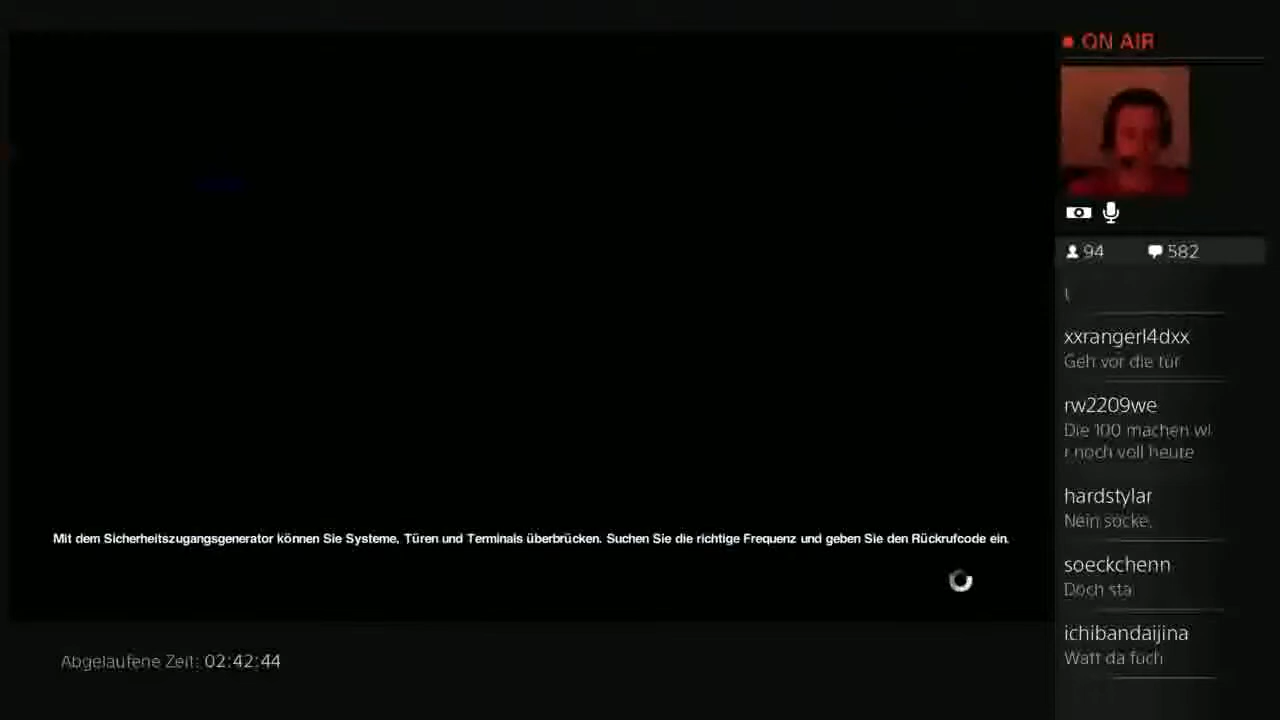 ON AIR
94 582
xxrangerl4dxx
Geh vor die tür
rw2209we
Die 100 machen wi
r noch voll heute
hardstylar
Nein socke.
soeckchenn
Doch sta
ichibandaijina
Watt da fuch
Mit dem Sicherheitszugangsgenerator können Sie Systeme, Türen und Terminals überbrücken. Suchen Sie die richtige Frequenz und geben Sie den Rückrufcode ein.
Abgelaufene Zeit: 02:42:44